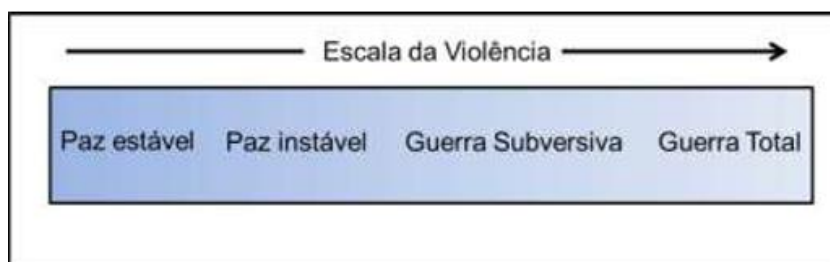 Escala da Violência
Paz estável Paz instável Guerra Subversiva Guerra Total